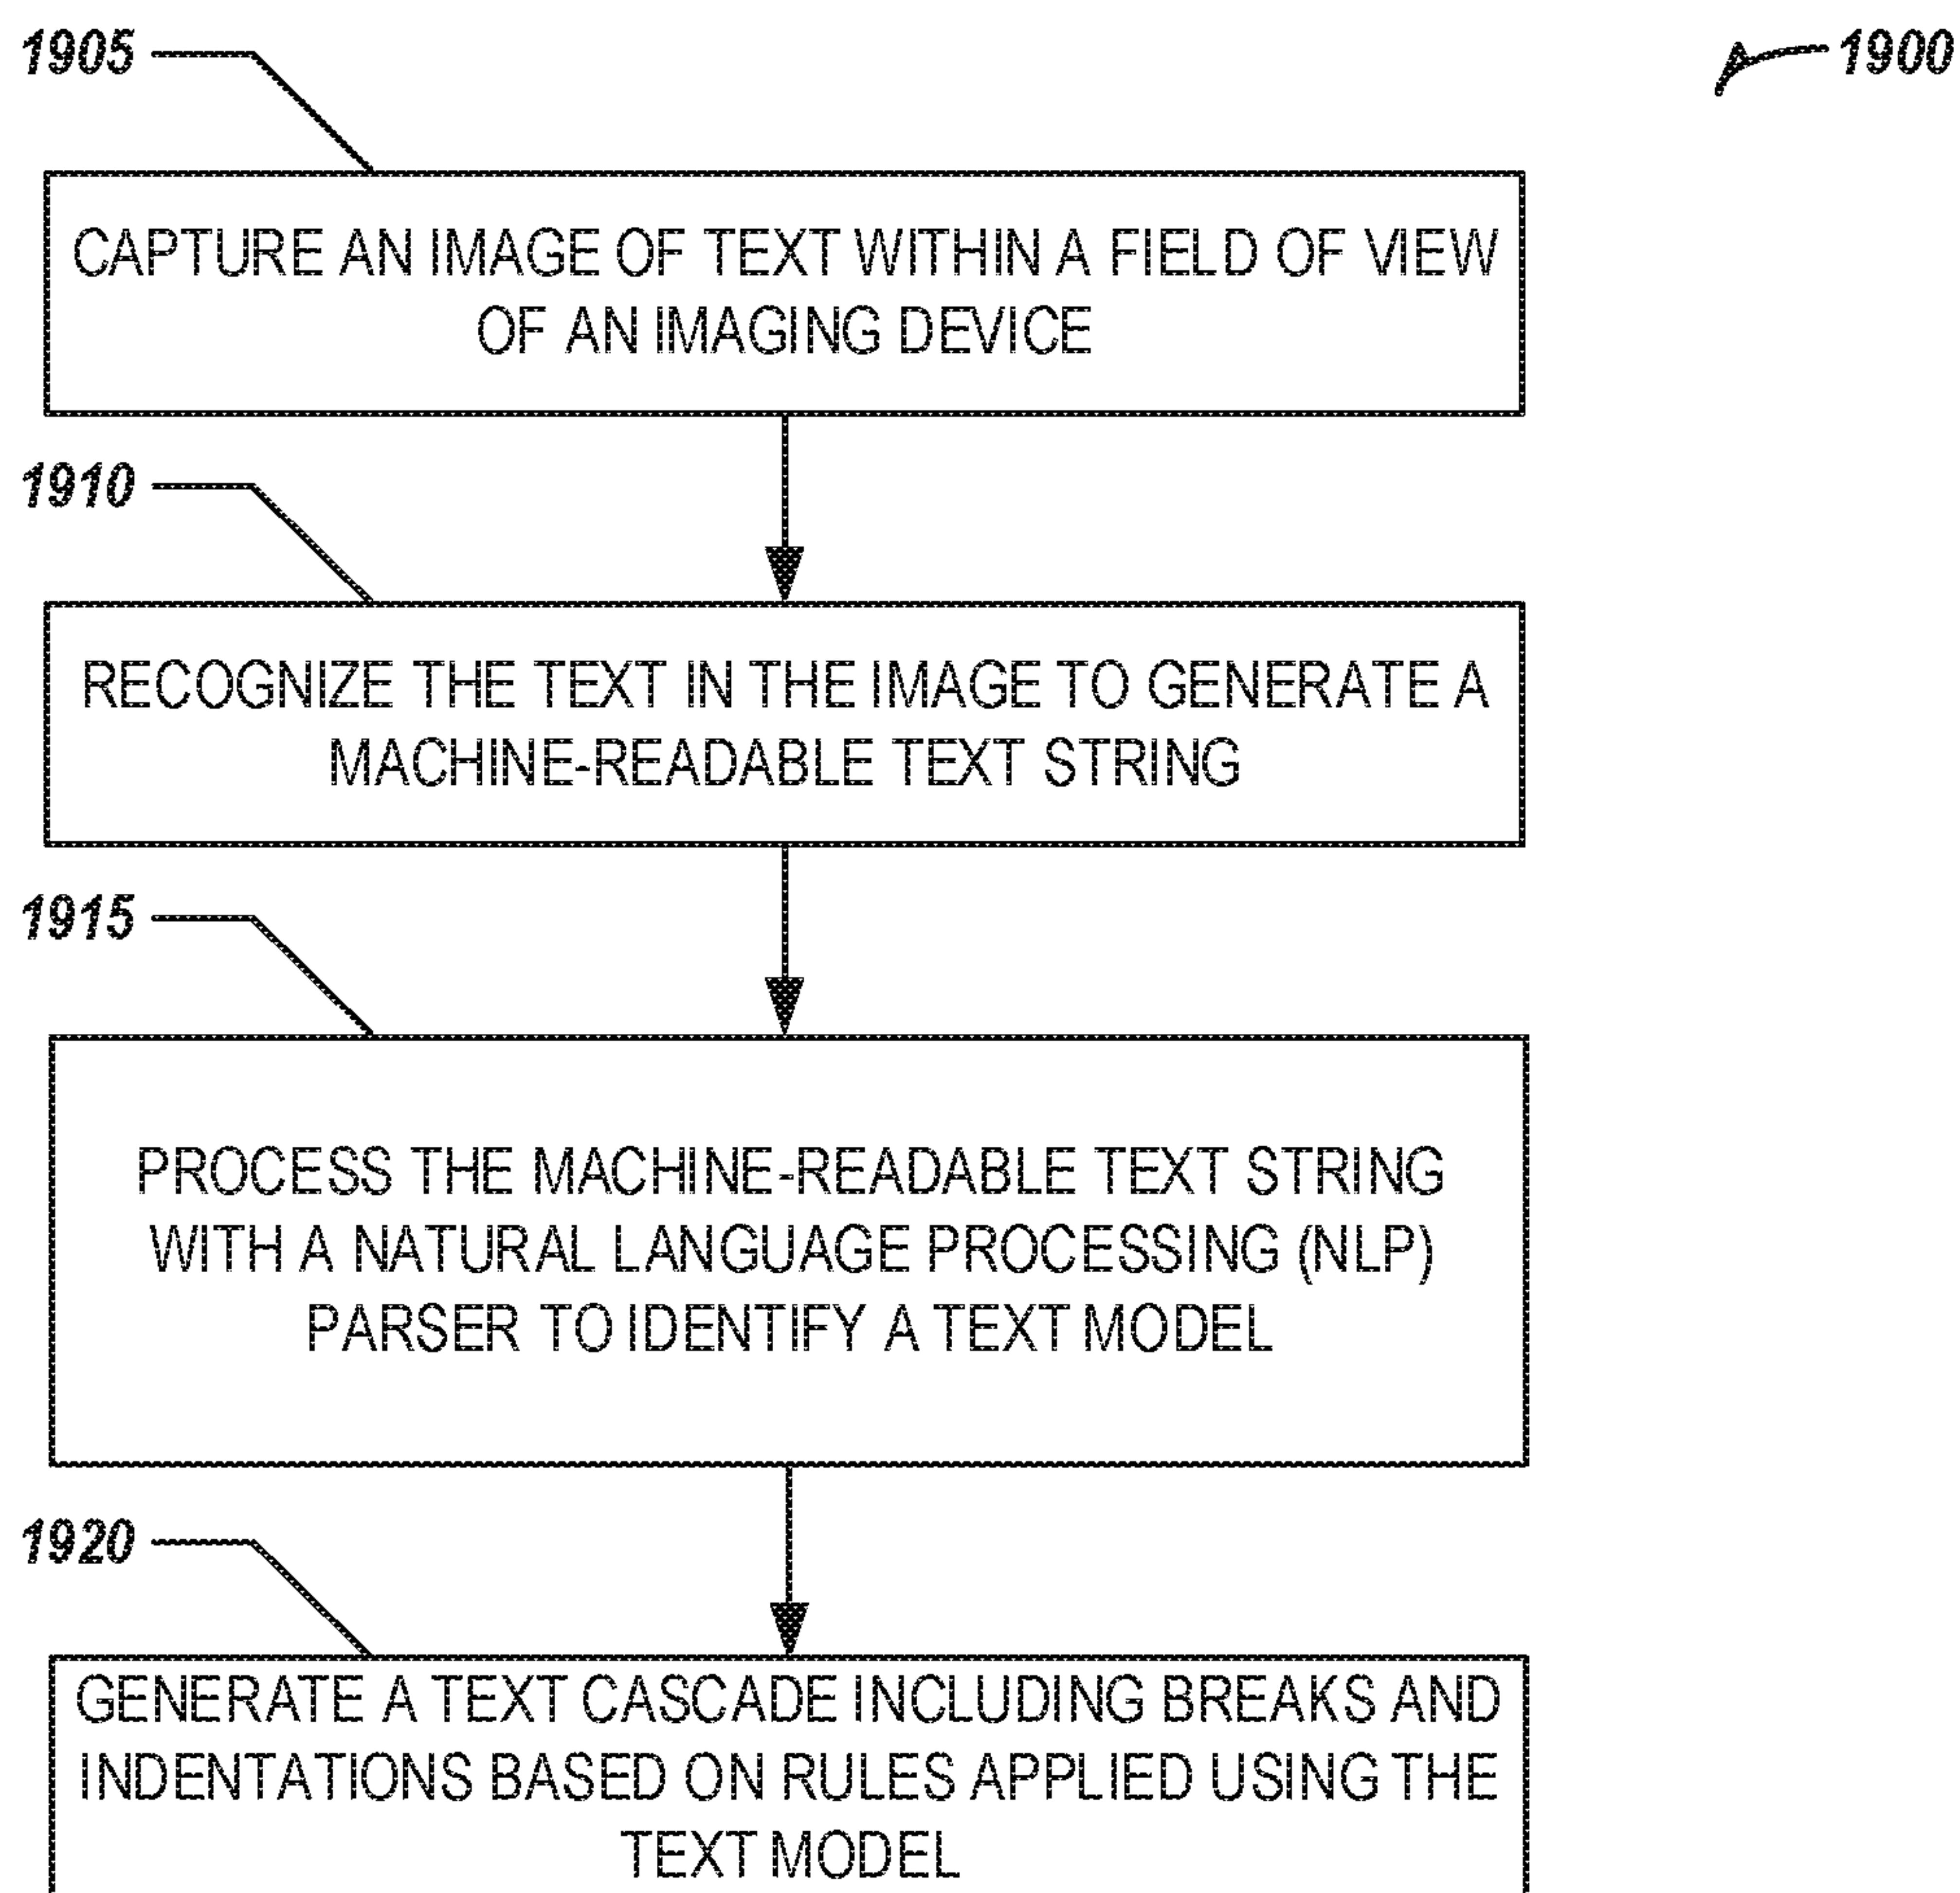 1905
1900
CAPTURE AN IMAGE OF TEXT WITHIN A FIELD OF VIEW
OF AN IMAGING DEVICE
1910
RECOGNIZE THE TEXT IN THE IMAGE TO GENERATE A
MACHINE-READABLE TEXT STRING
1915
PROCESS THE MACHINE-READABLE TEXT STRING
WITH A NATURAL LANGUAGE PROCESSING (NLP)
PARSER TO IDENTIFY A TEXT MODEL
1920
GENERATE A TEXT CASCADE INCLUDING BREAKS AND
INDENTATIONS BASED ON RULES APPLIED USING THE
TEXT MODEL